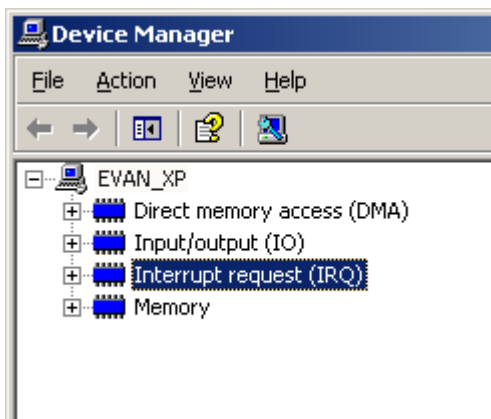 Device Manager
File Action View Help
EVAN_XP
Direct memory access (DMA)
Input/output (IO)
Interrupt request (IRQ)
Memory